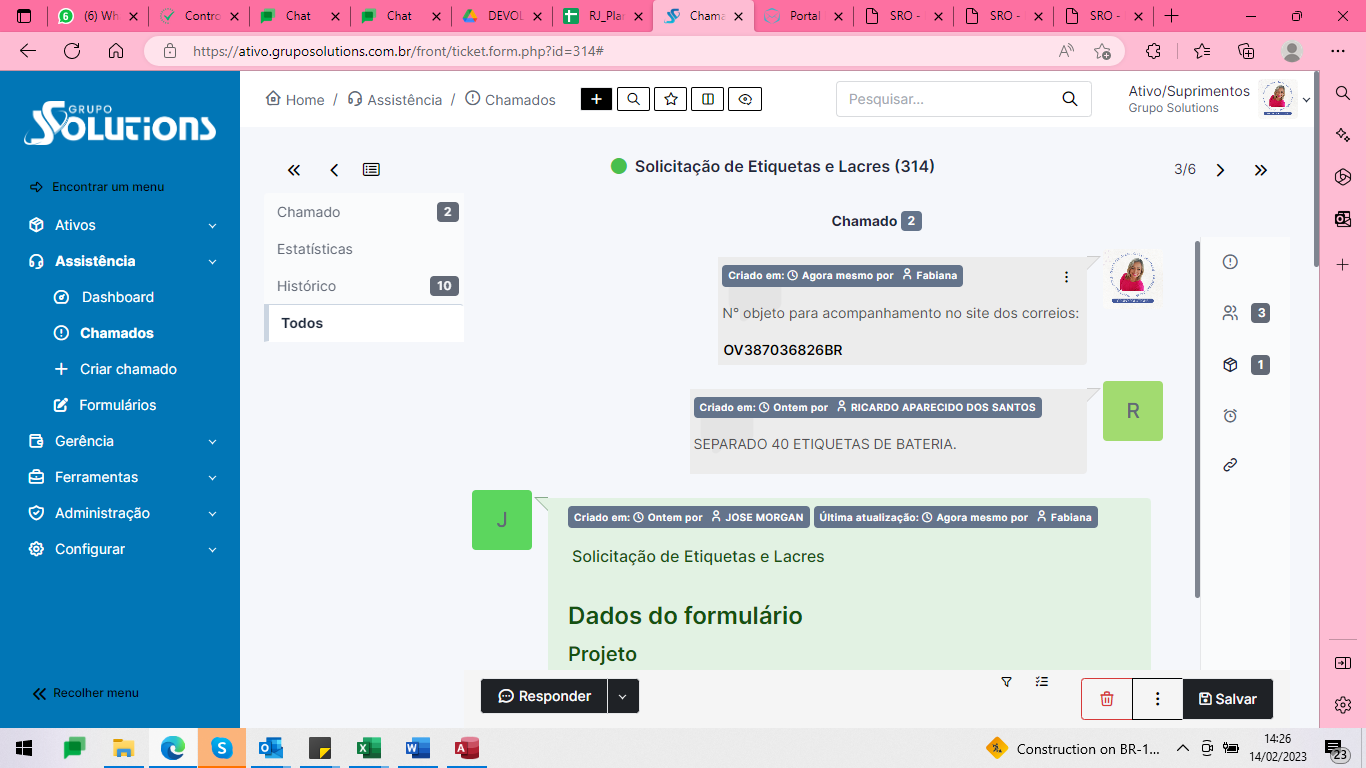 (6) Wh
Contro
Chat
Chat
DEVOL
RJ_Plan
Chama
Portal
SRO -
SRO -
SRO -
https://ativo.gruposolutions.com.br/front/ticket.form.php?id=314#
GRUPO
SOLUTIONS
Home / Assistência / Chamados
Pesquisar...
Ativo/Suprimentos
Grupo Solutions
Encontrar um menu
Ativos
Assistência
Dashboard
Chamados
Criar chamado
Formulários
Gerência
Ferramentas
Administração
Configurar
Recolher menu
Solicitação de Etiquetas e Lacres (314)
3/6
Chamado 2
Estatísticas
Histórico 10
Todos
Chamado 2
Criado em: Agora mesmo por Fabiana
N° objeto para acompanhamento no site dos correios:
OV387036826BR
Criado em: Ontem por RICARDO APARECIDO DOS SANTOS
R
SEPARADO 40 ETIQUETAS DE BATERIA.
J
Criado em: Ontem por JOSE MORGAN Última atualização: Agora mesmo por Fabiana
Solicitação de Etiquetas e Lacres
Dados do formulário
Projeto
3
1
Responder
Salvar
Construction on BR-1...
14:26
14/02/2023
23